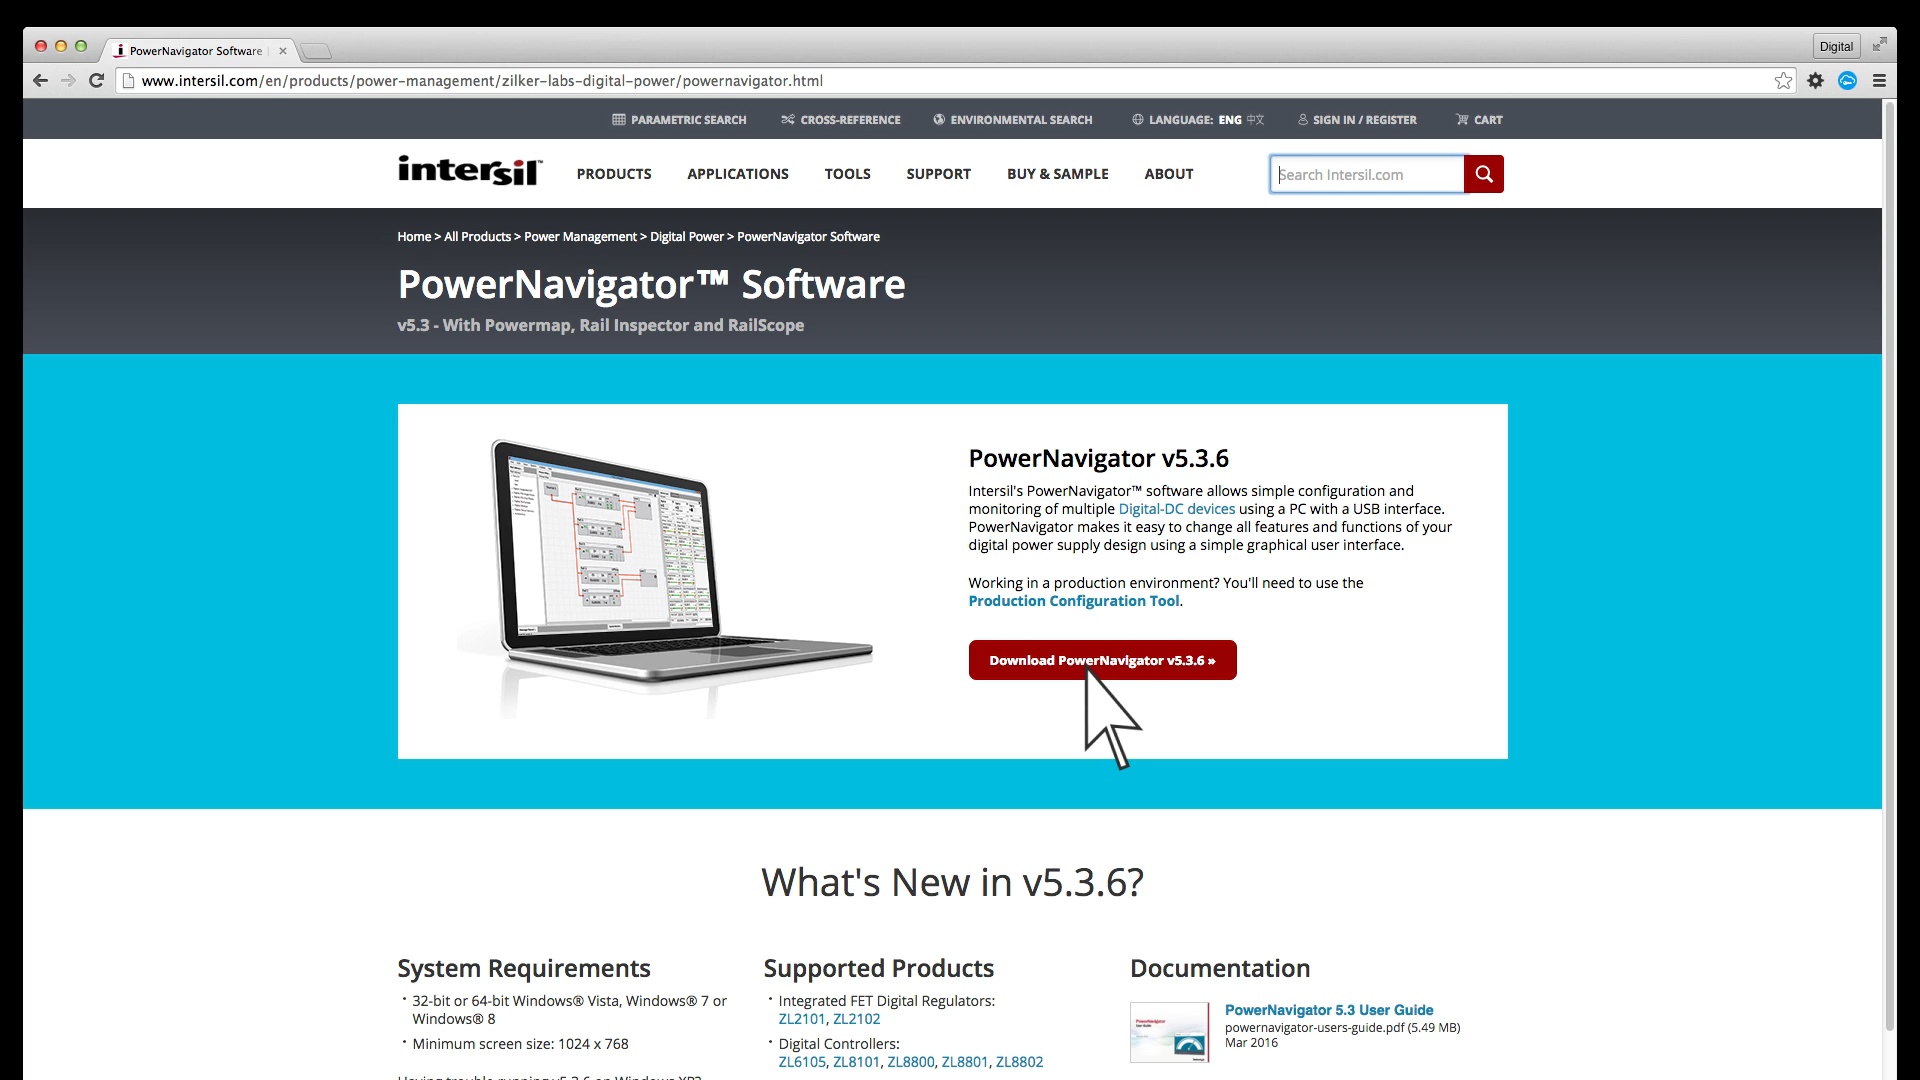 PowerNavigator Software
Digital
www.intersil.com/en/products/power-management/zilker-labs-digital-power/powernavigator.html
PARAMETRIC SEARCH CROSS-REFERENCE ENVIRONMENTAL SEARCH LANGUAGE: ENG 中文 SIGN IN / REGISTER CART
intersil™ PRODUCTS APPLICATIONS TOOLS SUPPORT BUY & SAMPLE ABOUT Search Intersil.com
Home > All Products > Power Management > Digital Power > PowerNavigator Software
PowerNavigator™ Software
v5.3 - With Powermap, Rail Inspector and RailScope
PowerNavigator v5.3.6
Intersil's PowerNavigator™ software allows simple configuration and
monitoring of multiple Digital-DC devices using a PC with a USB interface.
PowerNavigator makes it easy to change all features and functions of your
digital power supply design using a simple graphical user interface.
Working in a production environment? You'll need to use the
Production Configuration Tool.
Download PowerNavigator v5.3.6 »
What's New in v5.3.6?
System Requirements
• 32-bit or 64-bit Windows® Vista, Windows® 7 or
Windows® 8
• Minimum screen size: 1024 x 768
Supported Products
• Integrated FET Digital Regulators:
ZL2101, ZL2102
• Digital Controllers:
ZL6105, ZL8101, ZL8800, ZL8801, ZL8802
Documentation
PowerNavigator 5.3 User Guide
powernavigator-users-guide.pdf (5.49 MB)
Mar 2016